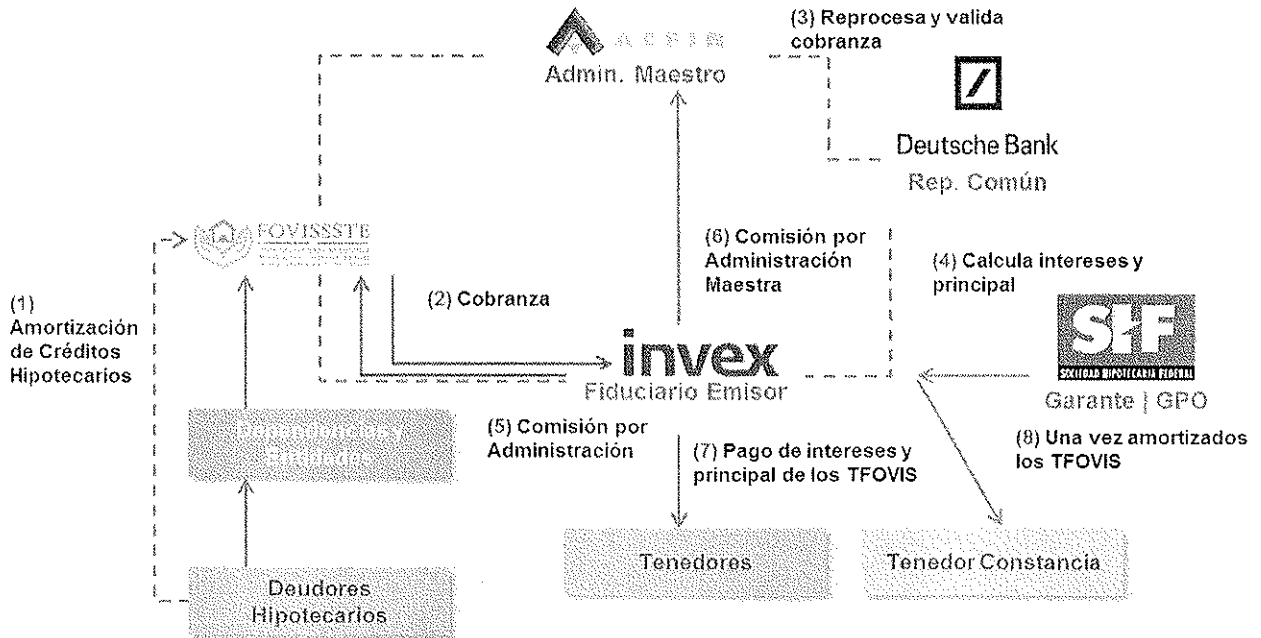 (3) Reprocesa y valida
cobranza
ACFIN
Admin. Maestro
Deutsche Bank
Rep. Común
FOVISSSTE
(6) Comisión por
Administración
Maestra
(4) Calcula intereses y
principal
(1)
Amortización
de Créditos
Hipotecarios
(2) Cobranza
invex
Fiduciario Emisor
SHF
SOCIEDAD HIPOTECARIA FEDERAL
Garante | GPO
Dependencias y
Entidades
(5) Comisión por
Administración
(7) Pago de intereses y
principal de los TFOVIS
(8) Una vez amortizados
los TFOVIS
Tenedores
Tenedor Constancia
Deudores
Hipotecarios